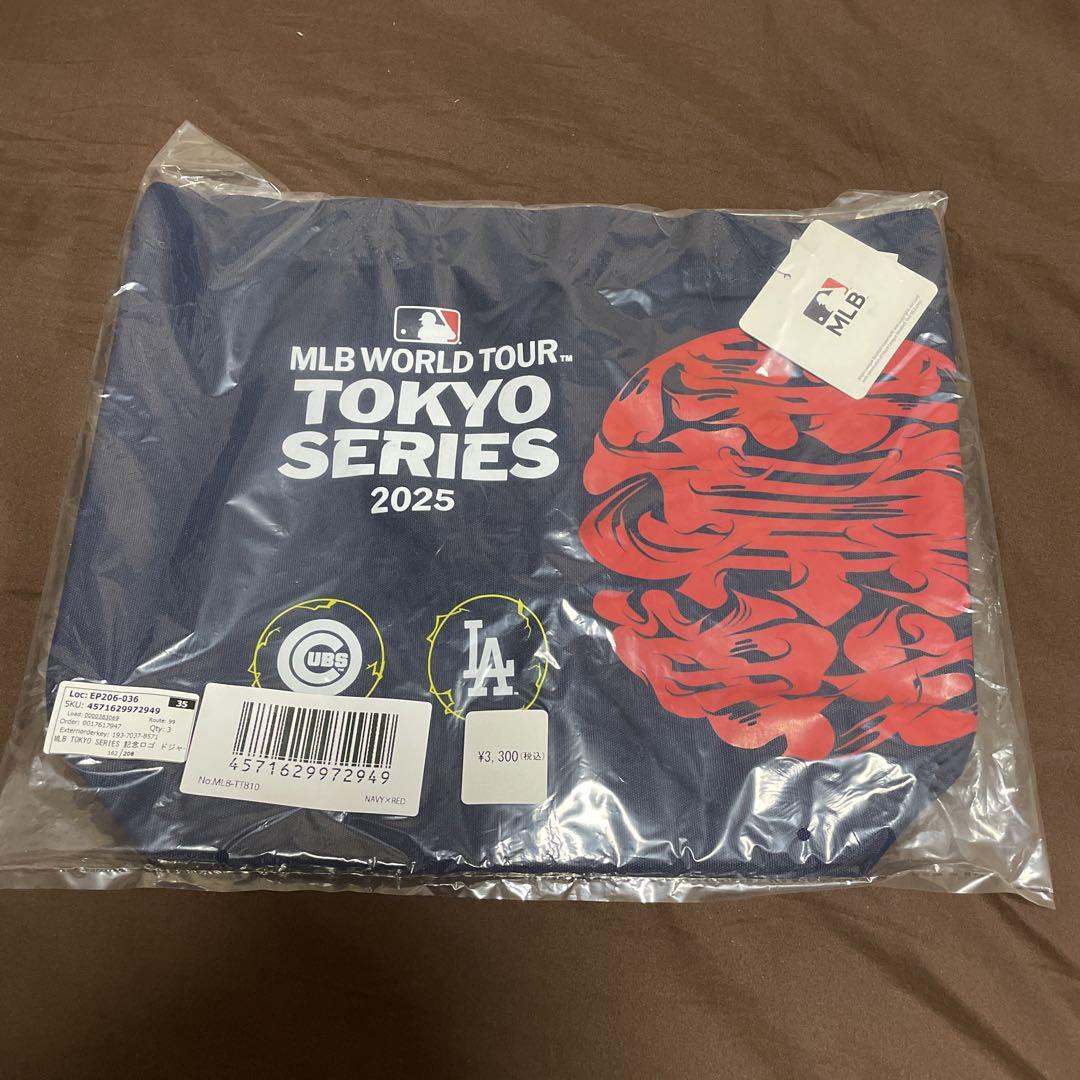 MLB
MLB WORLD TOUR™
TOKYO
SERIES
2025
CUBS
LA
Loc: EP206-036
35
SKU: 4571629972949
Load: 0000383069
Route: 99
Order: 0017617947
Qty: 3
Externorderkey: 193-7037-8571
MLB TOKYO SERIES 記念ロゴ ドジャ
162 / 208
4571629972949
No.MLB-TTB10
NAVY×RED
¥3,300(税込)